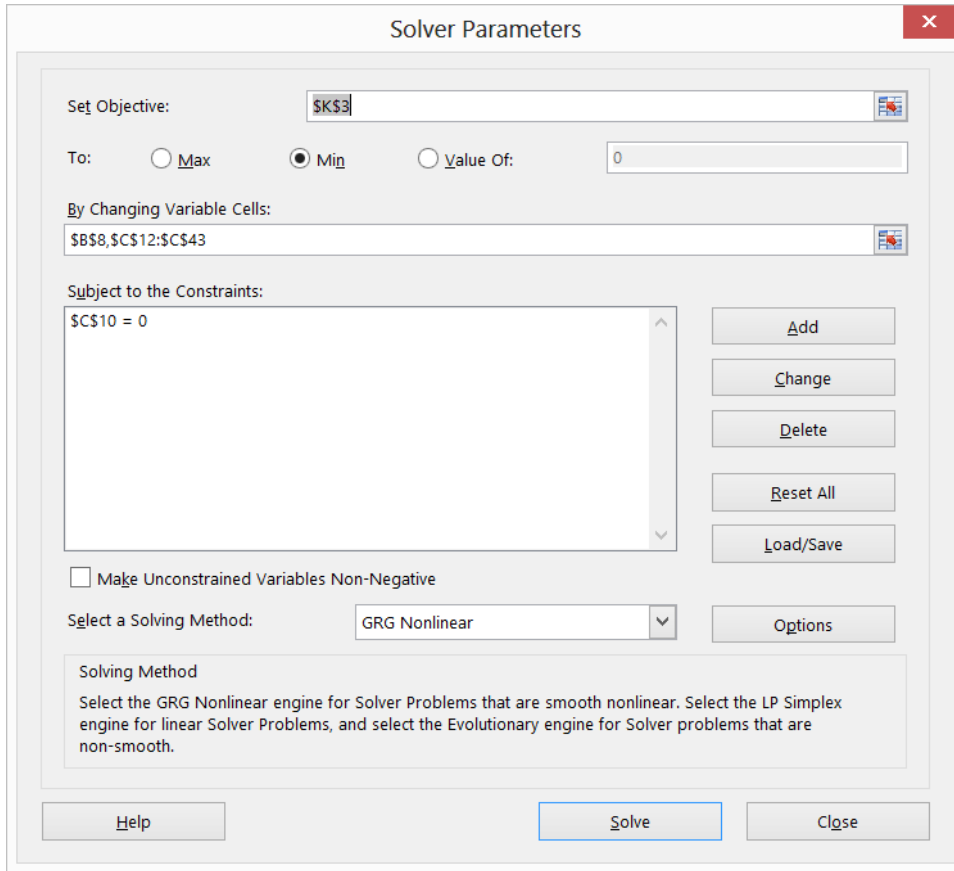 Solver Parameters
Set Objective: $K$3
To: Max Min Value Of: 0
By Changing Variable Cells:
$B$8,$C$12:$C$43
Subject to the Constraints:
$C$10 = 0
Add
Change
Delete
Reset All
Load/Save
Make Unconstrained Variables Non-Negative
Select a Solving Method: GRG Nonlinear Options
Solving Method
Select the GRG Nonlinear engine for Solver Problems that are smooth nonlinear. Select the LP Simplex
engine for linear Solver Problems, and select the Evolutionary engine for Solver problems that are
non-smooth.
Help Solve Close